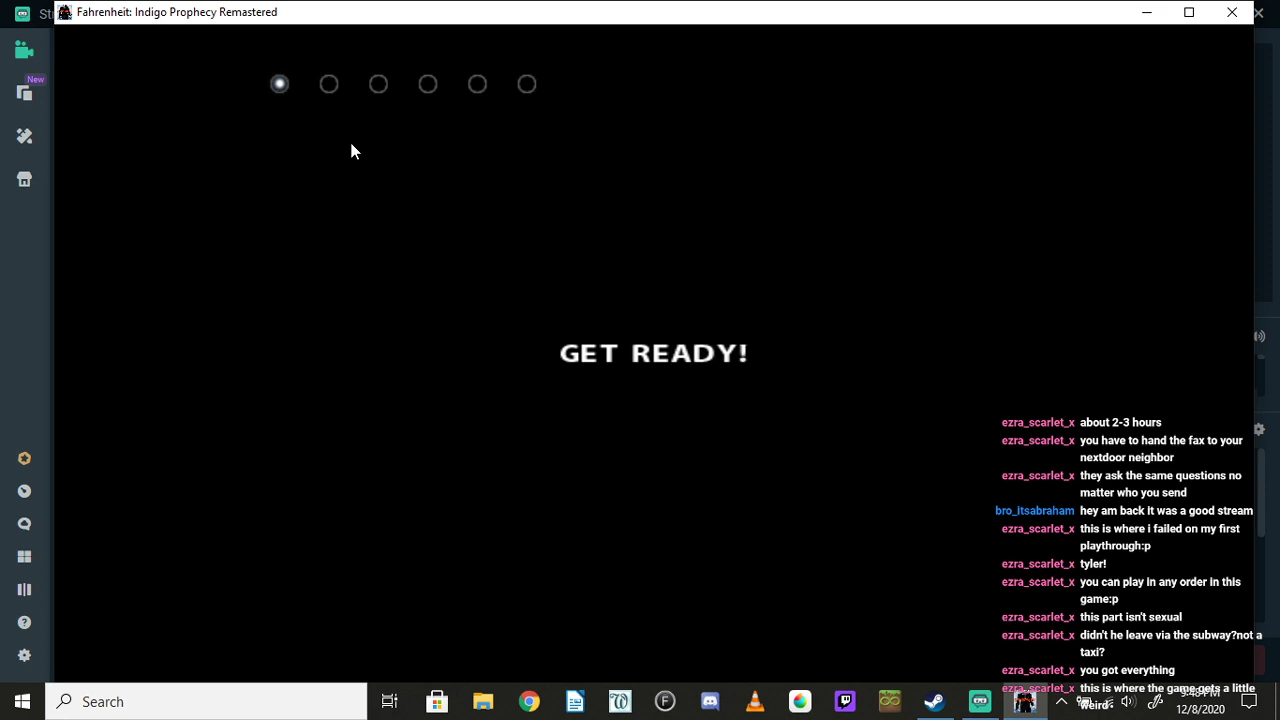 Fahrenheit: Indigo Prophecy Remastered
New
GET READY!
ezra_scarlet_x about 2-3 hours
ezra_scarlet_x you have to hand the fax to your
nextdoor neighbor
ezra_scarlet_x they ask the same questions no
matter who you send
bro_itsabraham hey am back it was a good stream
ezra_scarlet_x this is where i failed on my first
playthrough:p
ezra_scarlet_x tyler!
ezra_scarlet_x you can play in any order in this
game:p
ezra_scarlet_x this part isn't sexual
ezra_scarlet_x didn't he leave via the subway?not a
taxi?
ezra_scarlet_x you got everything
ezra_scarlet_x this is where the game gets a little
weird
Search
12/8/2020